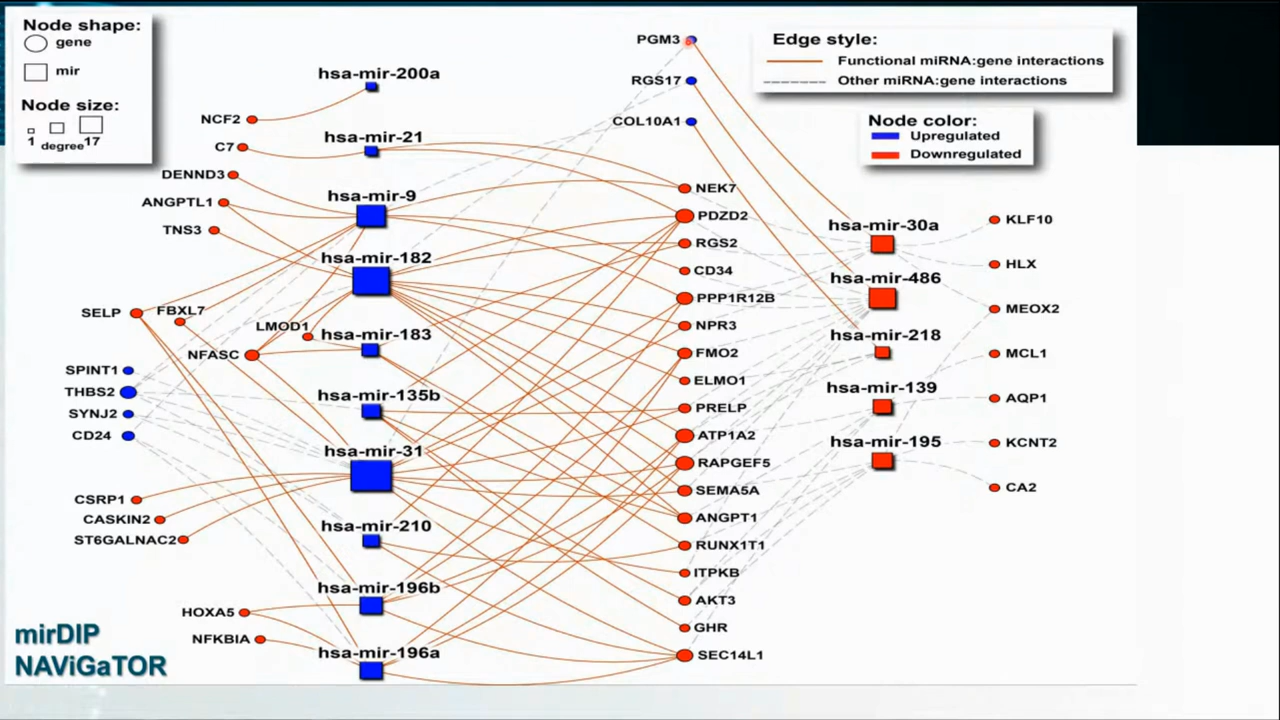 Node shape:
gene
mir
Node size:
1 degree 17
hsa-mir-200a
NCF2
hsa-mir-21
C7
DENND3
hsa-mir-9
ANGPTL1
TNS3
hsa-mir-182
SELP
FBXL7
LMOD1
hsa-mir-183
NFASC
SPINT1
THBS2
hsa-mir-135b
SYNJ2
CD24
hsa-mir-31
CSRP1
CASKIN2
hsa-mir-210
ST6GALNAC2
hsa-mir-196b
HOXA5
NFKBIA
hsa-mir-196a
mirDIP
NAViGaTOR
PGM3
RGS17
COL10A1
NEK7
PDZD2
RGS2
CD34
PPP1R12B
NPR3
FMO2
ELMO1
PRELP
ATP1A2
RAPGEF5
SEMA5A
ANGPT1
RUNX1T1
ITPKB
AKT3
GHR
SEC14L1
Edge style:
Functional miRNA:gene interactions
Other miRNA:gene interactions
Node color:
Upregulated
Downregulated
hsa-mir-30a
hsa-mir-486
hsa-mir-218
hsa-mir-139
hsa-mir-195
KLF10
HLX
MEOX2
MCL1
AQP1
KCNT2
CA2